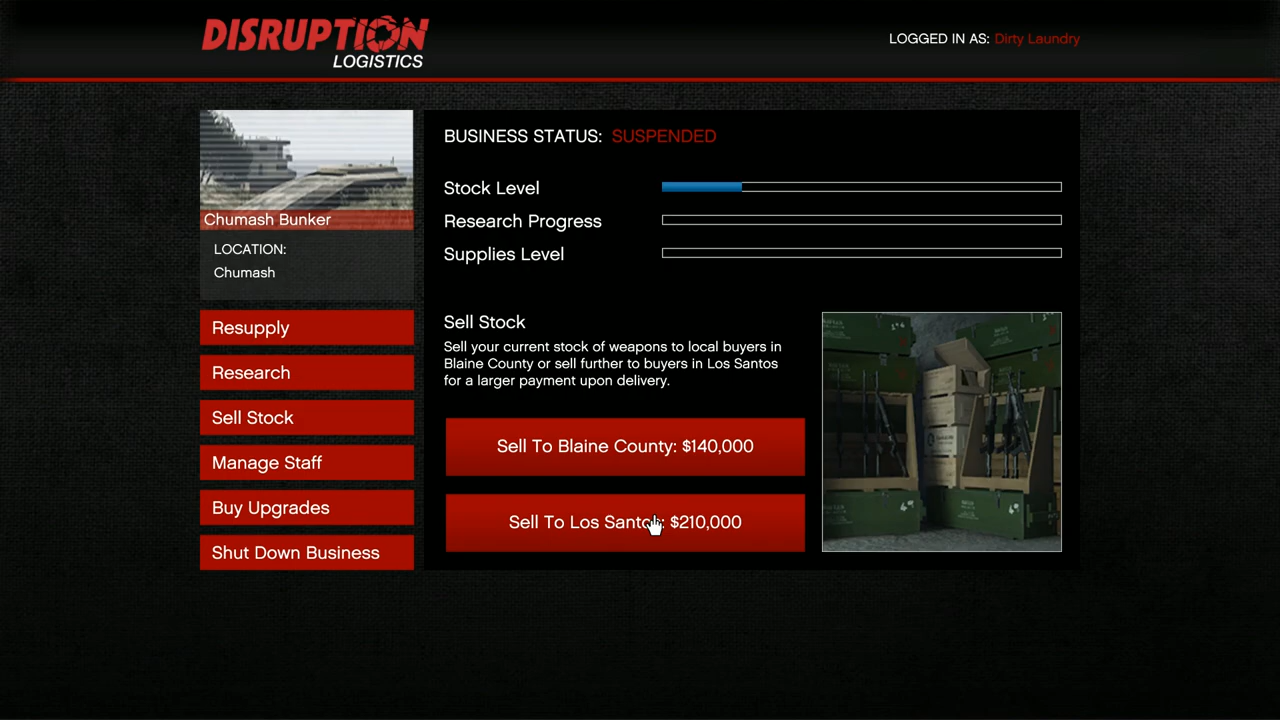 DISRUPTION
LOGISTICS
LOGGED IN AS: Dirty Laundry
Chumash Bunker
LOCATION:
Chumash
Resupply
Research
Sell Stock
Manage Staff
Buy Upgrades
Shut Down Business
BUSINESS STATUS: SUSPENDED
Stock Level
Research Progress
Supplies Level
Sell Stock
Sell your current stock of weapons to local buyers in
Blaine County or sell further to buyers in Los Santos
for a larger payment upon delivery.
Sell To Blaine County: $140,000
Sell To Los Santos: $210,000